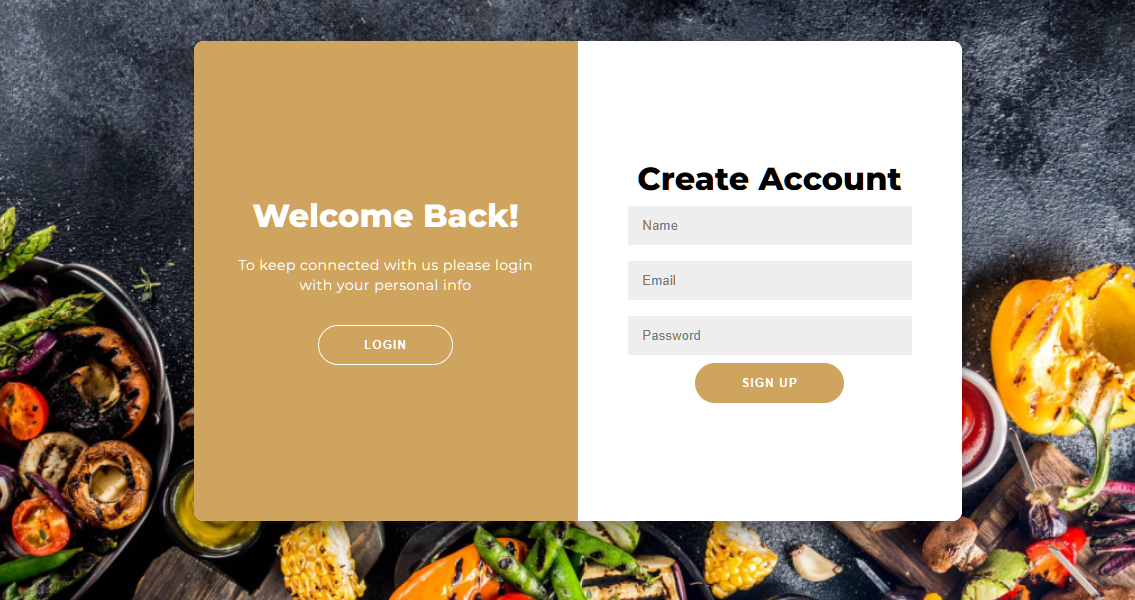 Welcome Back!
To keep connected with us please login
with your personal info
LOGIN
Create Account
Name
Email
Password
SIGN UP